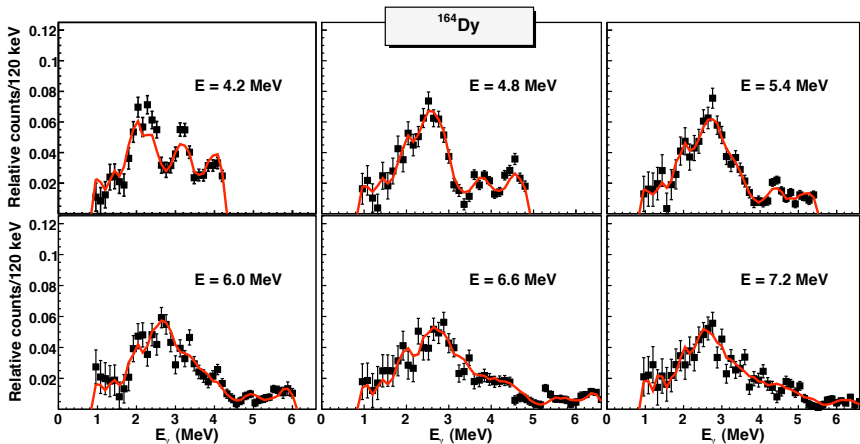 ¹⁶⁴Dy
Relative counts/120 keV
0.12
0.1
0.08
0.06
0.04
0.02
E = 4.2 MeV
E = 4.8 MeV
E = 5.4 MeV
Relative counts/120 keV
0.12
0.1
0.08
0.06
0.04
0.02
E = 6.0 MeV
E = 6.6 MeV
E = 7.2 MeV
0 1 2 3 4 5 6
0 1 2 3 4 5 6
0 1 2 3 4 5 6
Eγ (MeV)
Eγ (MeV)
Eγ (MeV)